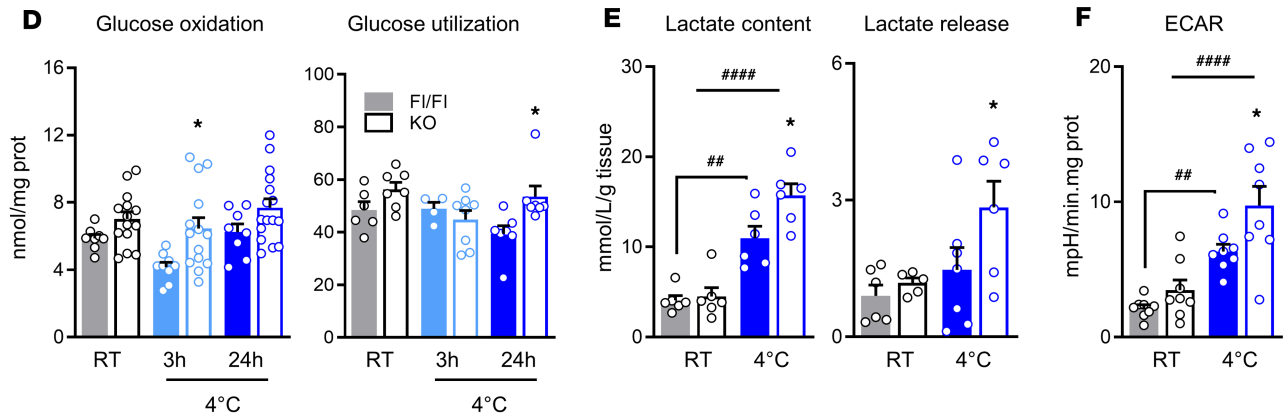 D
Glucose oxidation
nmol/mg prot
16
12
8
4
0
*
RT
3h
24h
4°C
Glucose utilization
100
80
60
40
00
0
Fl/Fl
KO
*
RT
3h
24h
4°C
E
Lactate content
mmol/L/g tissue
30
20
10
0
####
##
*
RT
4°C
Lactate release
6
3
0
*
RT
4°C
F
ECAR
mpH/min.mg prot
20
10
0
####
##
*
RT
4°C